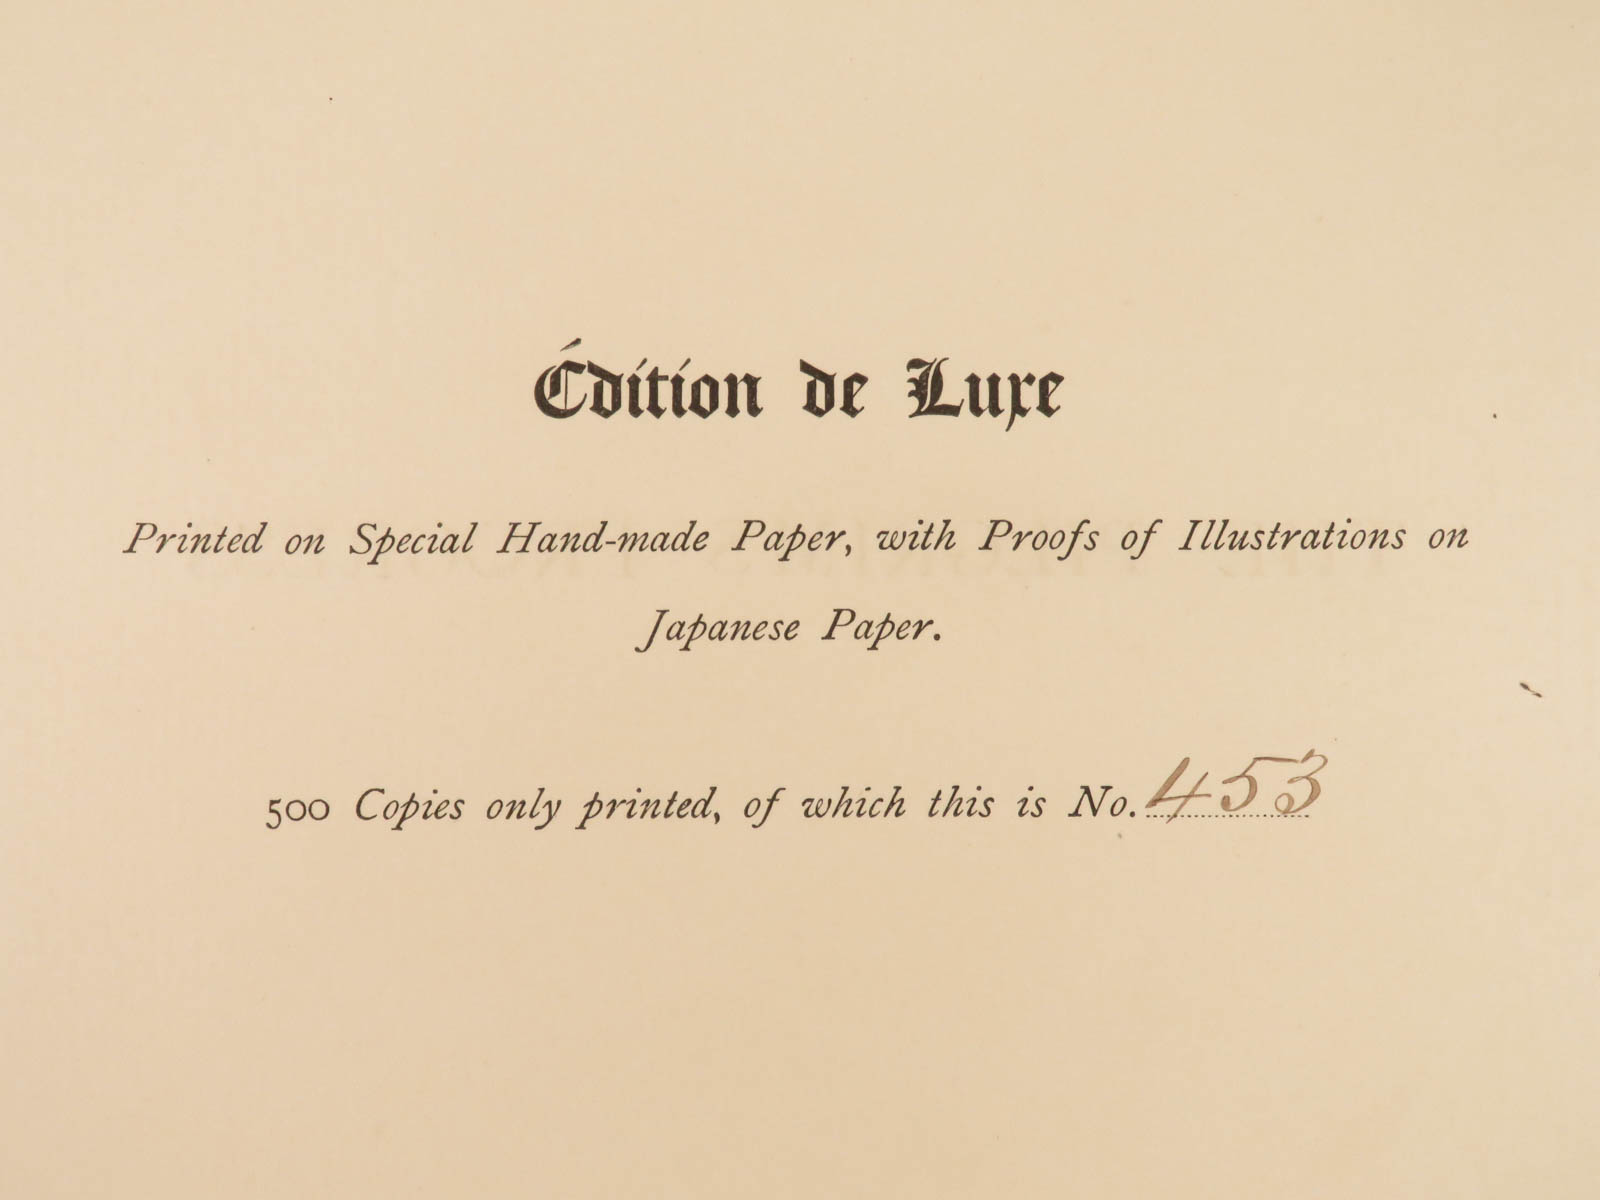 Édition de Luxe
Printed on Special Hand-made Paper, with Proofs of Illustrations on
Japanese Paper.
500 Copies only printed, of which this is No. 453